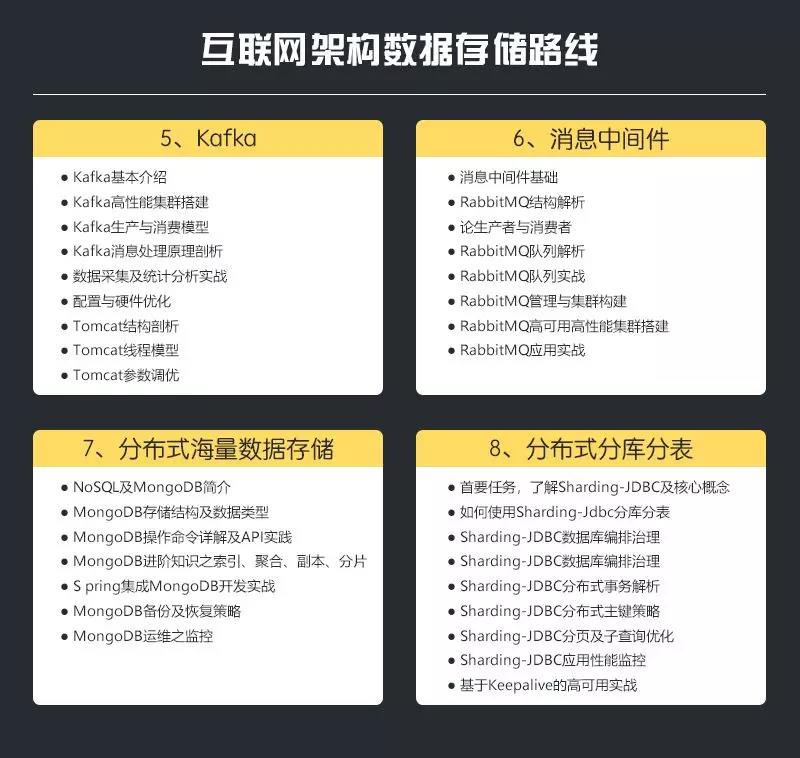 互联网架构数据存储路线
5、Kafka
● Kafka基本介绍
● Kafka高性能集群搭建
● Kafka生产与消费模型
● Kafka消息处理原理剖析
● 数据采集及统计分析实战
● 配置与硬件优化
● Tomcat结构剖析
● Tomcat线程模型
● Tomcat参数调优
6、消息中间件
● 消息中间件基础
● RabbitMQ结构解析
● 论生产者与消费者
● RabbitMQ队列解析
● RabbitMQ队列实战
● RabbitMQ管理与集群构建
● RabbitMQ高可用高性能集群搭建
● RabbitMQ应用实战
7、分布式海量数据存储
● NoSQL及MongoDB简介
● MongoDB存储结构及数据类型
● MongoDB操作命令详解及API实践
● MongoDB进阶知识之索引、聚合、副本、分片
● S pring集成MongoDB开发实战
● MongoDB备份及恢复策略
● MongoDB运维之监控
8、分布式分库分表
● 首要任务，了解Sharding-JDBC及核心概念
● 如何使用Sharding-Jdbc分库分表
● Sharding-JDBC数据库编排治理
● Sharding-JDBC数据库编排治理
● Sharding-JDBC分布式事务解析
● Sharding-JDBC分布式主键策略
● Sharding-JDBC分页及子查询优化
● Sharding-JDBC应用性能监控
● 基于Keepalive的高可用实战